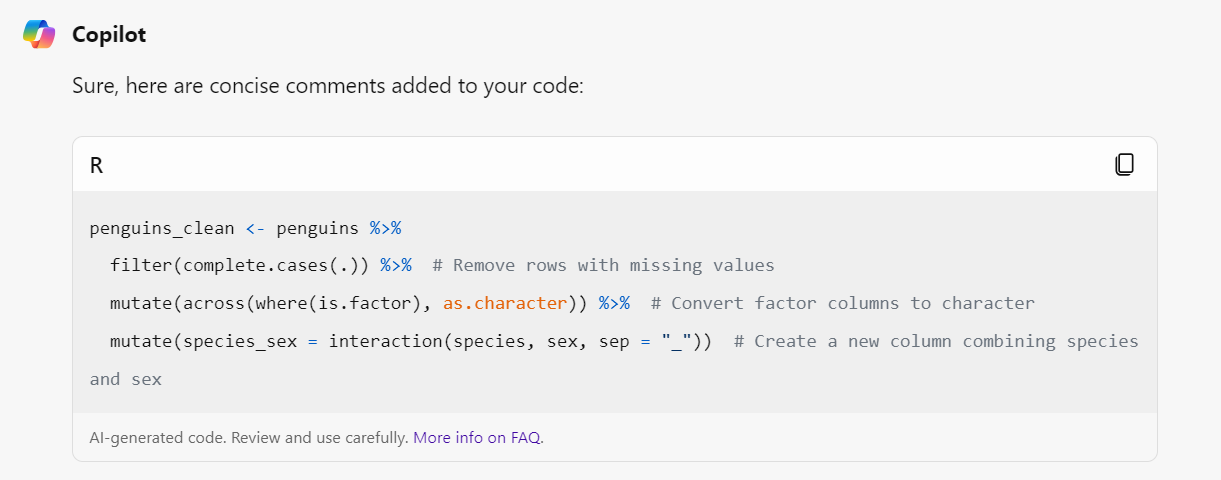 Copilot
Sure, here are concise comments added to your code:
R
penguins_clean <- penguins %>%
  filter(complete.cases(.)) %>%  # Remove rows with missing values
  mutate(across(where(is.factor), as.character)) %>%  # Convert factor columns to character
  mutate(species_sex = interaction(species, sex, sep = "_"))  # Create a new column combining species
and sex
AI-generated code. Review and use carefully. More info on FAQ.